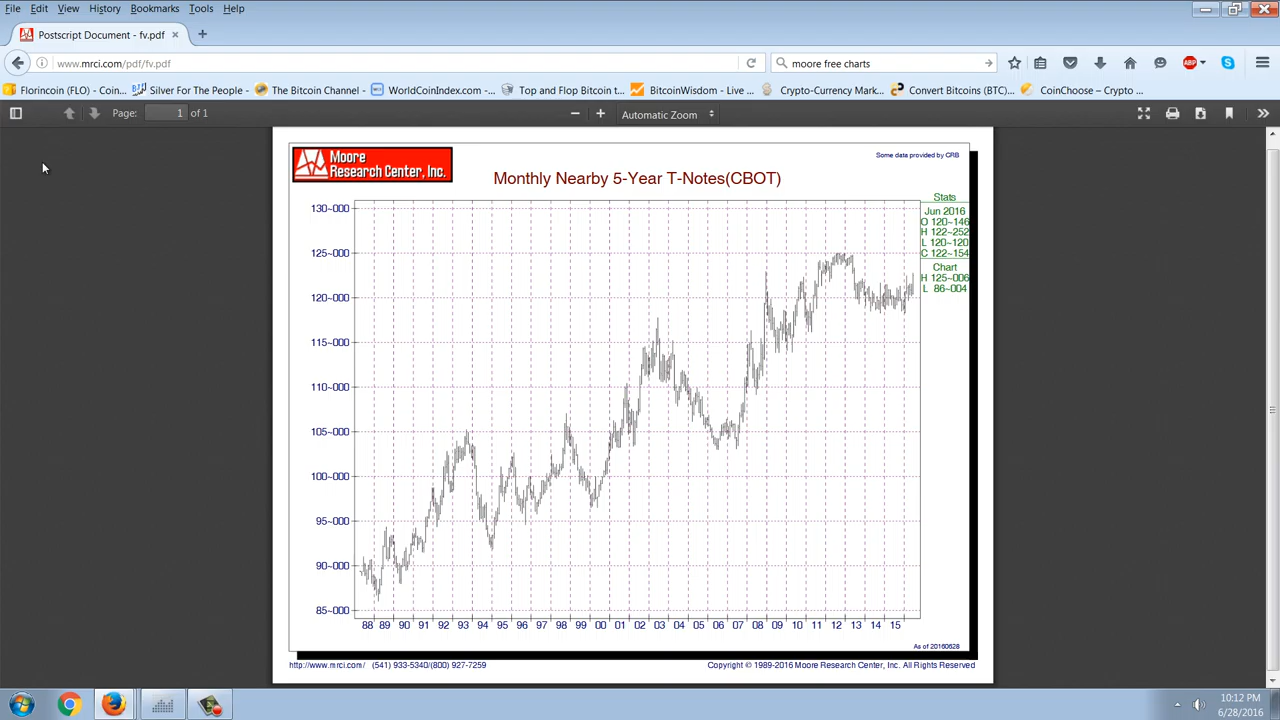 File Edit View History Bookmarks Tools Help
Postscript Document - fv.pdf
www.mrci.com/pdf/fv.pdf
moore free charts
ABP
Florincoin (FLO) - Coin... Silver For The People - ... The Bitcoin Channel - ... WorldCoinIndex.com -... Top and Flop Bitcoin t... BitcoinWisdom - Live ... Crypto-Currency Mark... Convert Bitcoins (BTC)... CoinChoose – Crypto ...
Page: 1 of 1
Automatic Zoom
Moore
Research Center, Inc.
Some data provided by CRB
Monthly Nearby 5-Year T-Notes(CBOT)
Stats
Jun 2016
O 120~146
H 122~252
L 120~120
C 122~154
Chart
H 125~006
L 86~004
130~000
125~000
120~000
115~000
110~000
105~000
100~000
95~000
90~000
85~000
88 89 90 91 92 93 94 95 96 97 98 99 00 01 02 03 04 05 06 07 08 09 10 11 12 13 14 15
As of 20160628
http://www.mrci.com/ (541) 933-5340/(800) 927-7259
Copyright © 1989-2016 Moore Research Center, Inc. All Rights Reserved
10:12 PM
6/28/2016